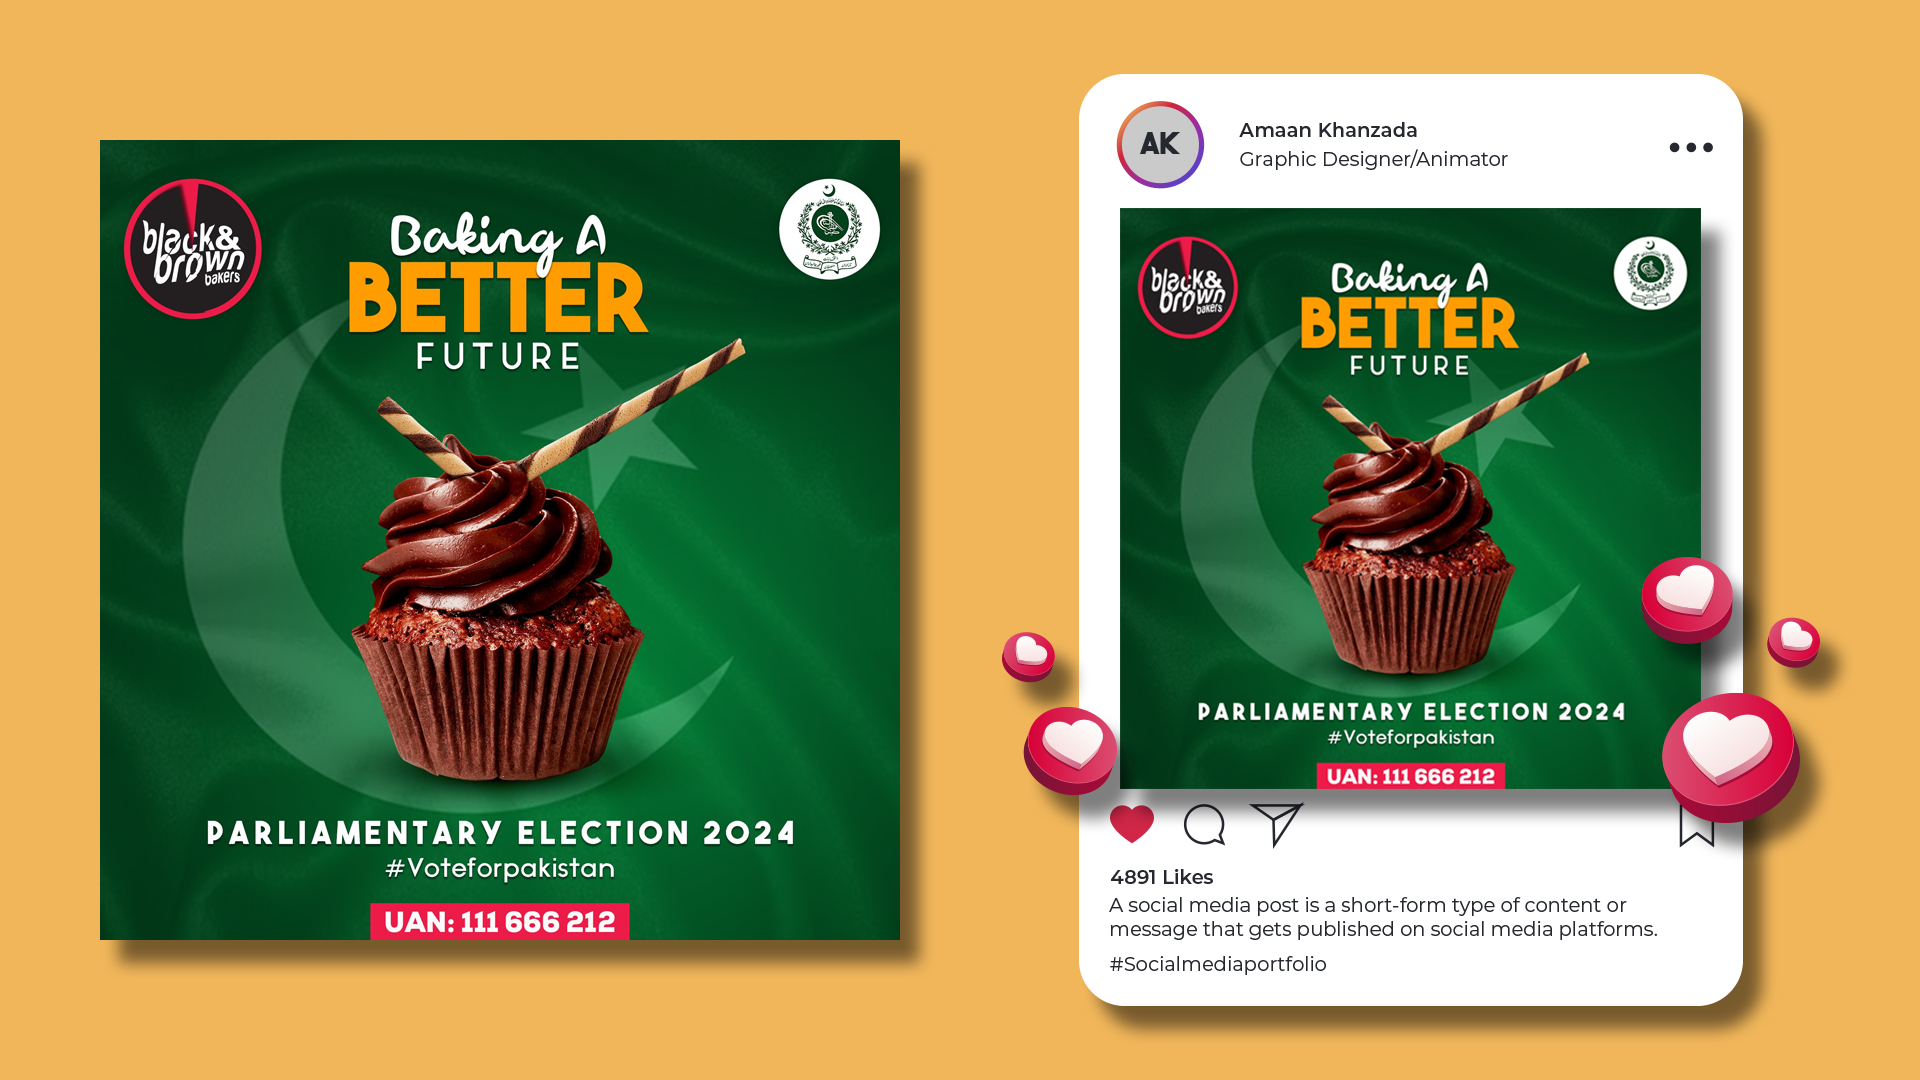 black&
brown
bakers
Baking A
BETTER
FUTURE
PARLIAMENTARY ELECTION 2024
#Voteforpakistan
UAN: 111 666 212
AK
Amaan Khanzada
Graphic Designer/Animator
black&
brown
bakers
Baking A
BETTER
FUTURE
PARLIAMENTARY ELECTION 2024
#Voteforpakistan
UAN: 111 666 212
4891 Likes
A social media post is a short-form type of content or
message that gets published on social media platforms.
#Socialmediaportfolio